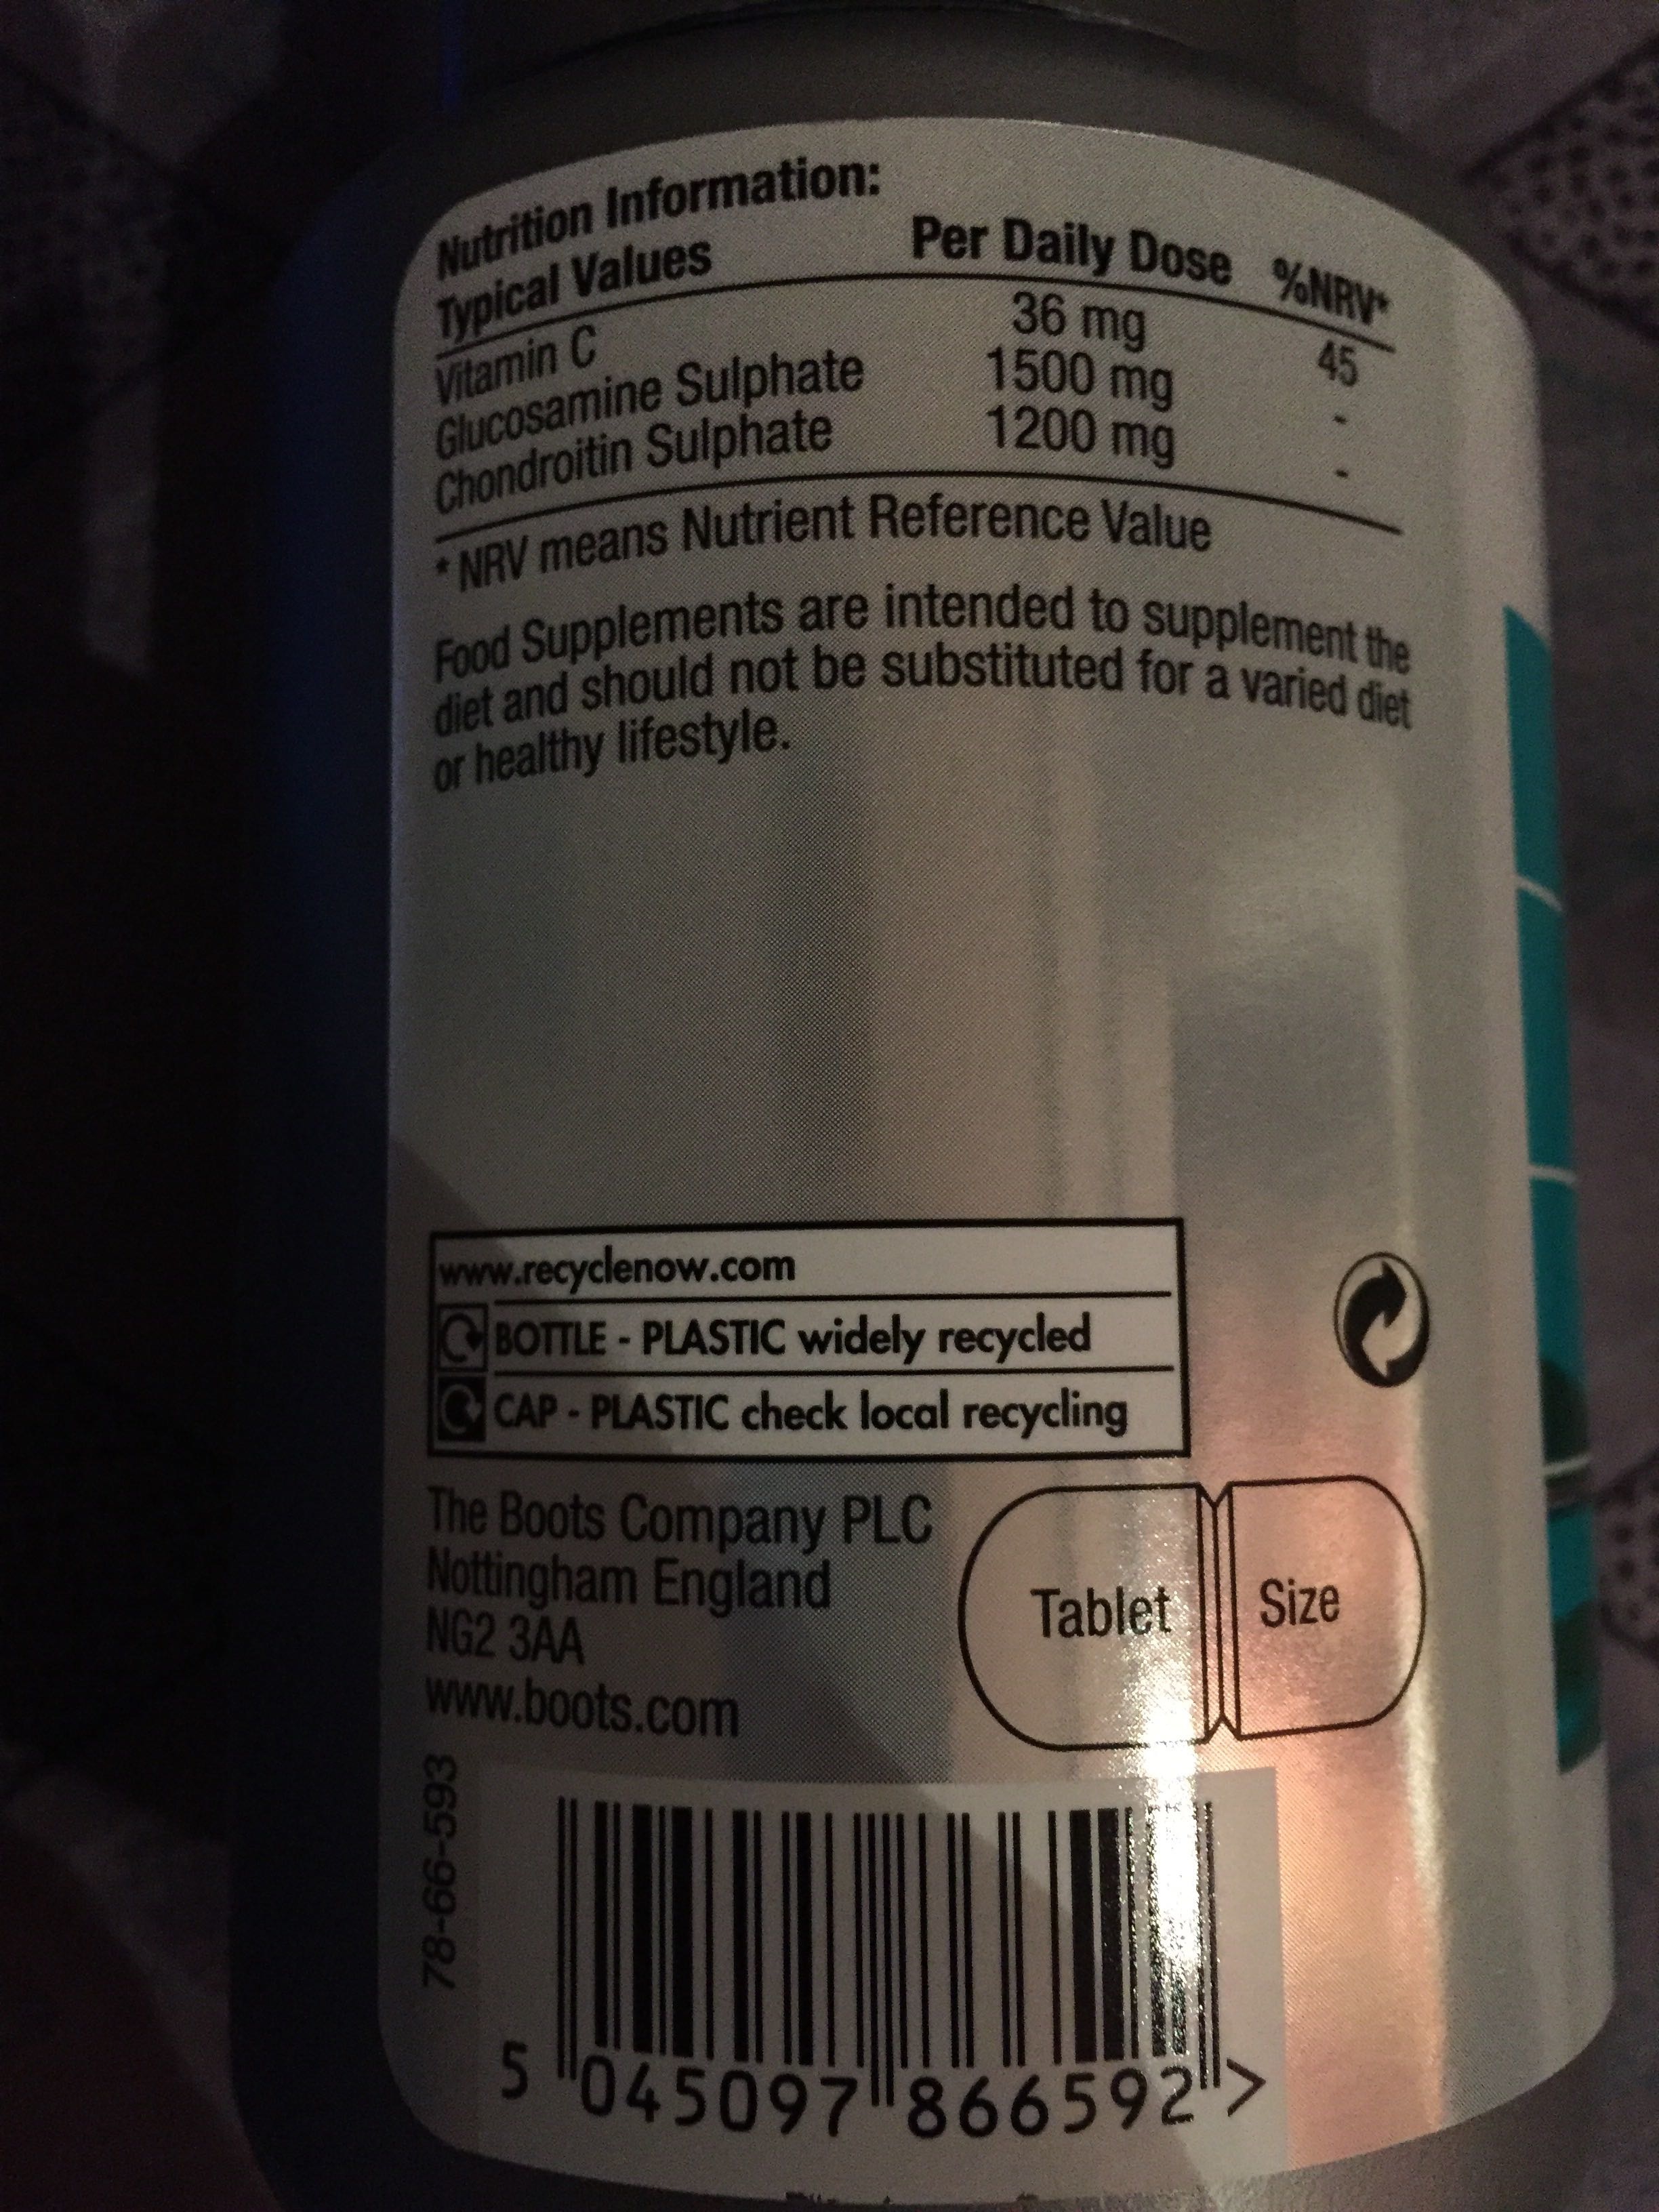 Nutrition Information:
Typical Values Per Daily Dose %NRV*
Vitamin C 36 mg 45
Glucosamine Sulphate 1500 mg -
Chondroitin Sulphate 1200 mg -
* NRV means Nutrient Reference Value
Food Supplements are intended to supplement the
diet and should not be substituted for a varied diet
or healthy lifestyle.
www.recyclenow.com
BOTTLE - PLASTIC widely recycled
CAP - PLASTIC check local recycling
The Boots Company PLC
Nottingham England
NG2 3AA
www.boots.com
Tablet Size
78-66-593
5 045097 866592 >